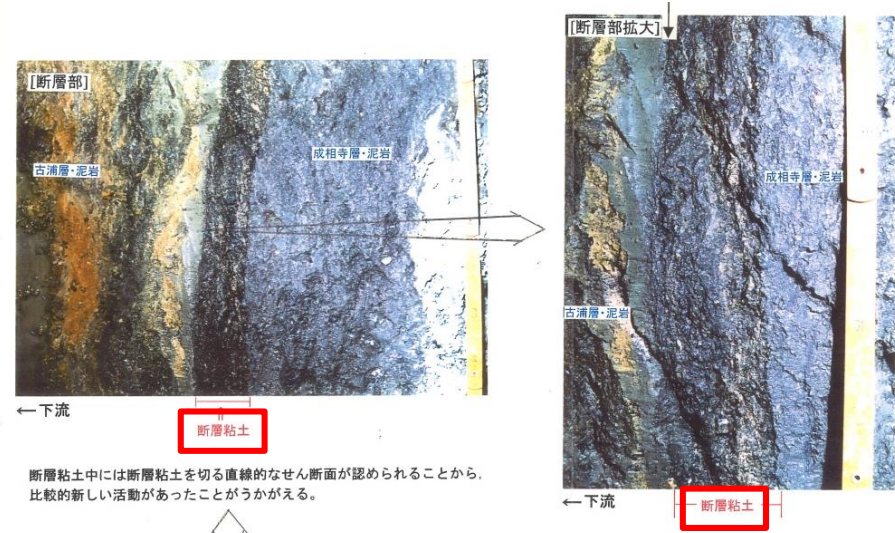 [断層部]
古浦層・泥岩
成相寺層・泥岩
←下流
断層粘土
断層粘土中には断層粘土を切る直線的なせん断面が認められることから,
比較的新しい活動があったことがうかがえる。
[断層部拡大]
成相寺層・泥岩
古浦層・泥岩
←下流
断層粘土